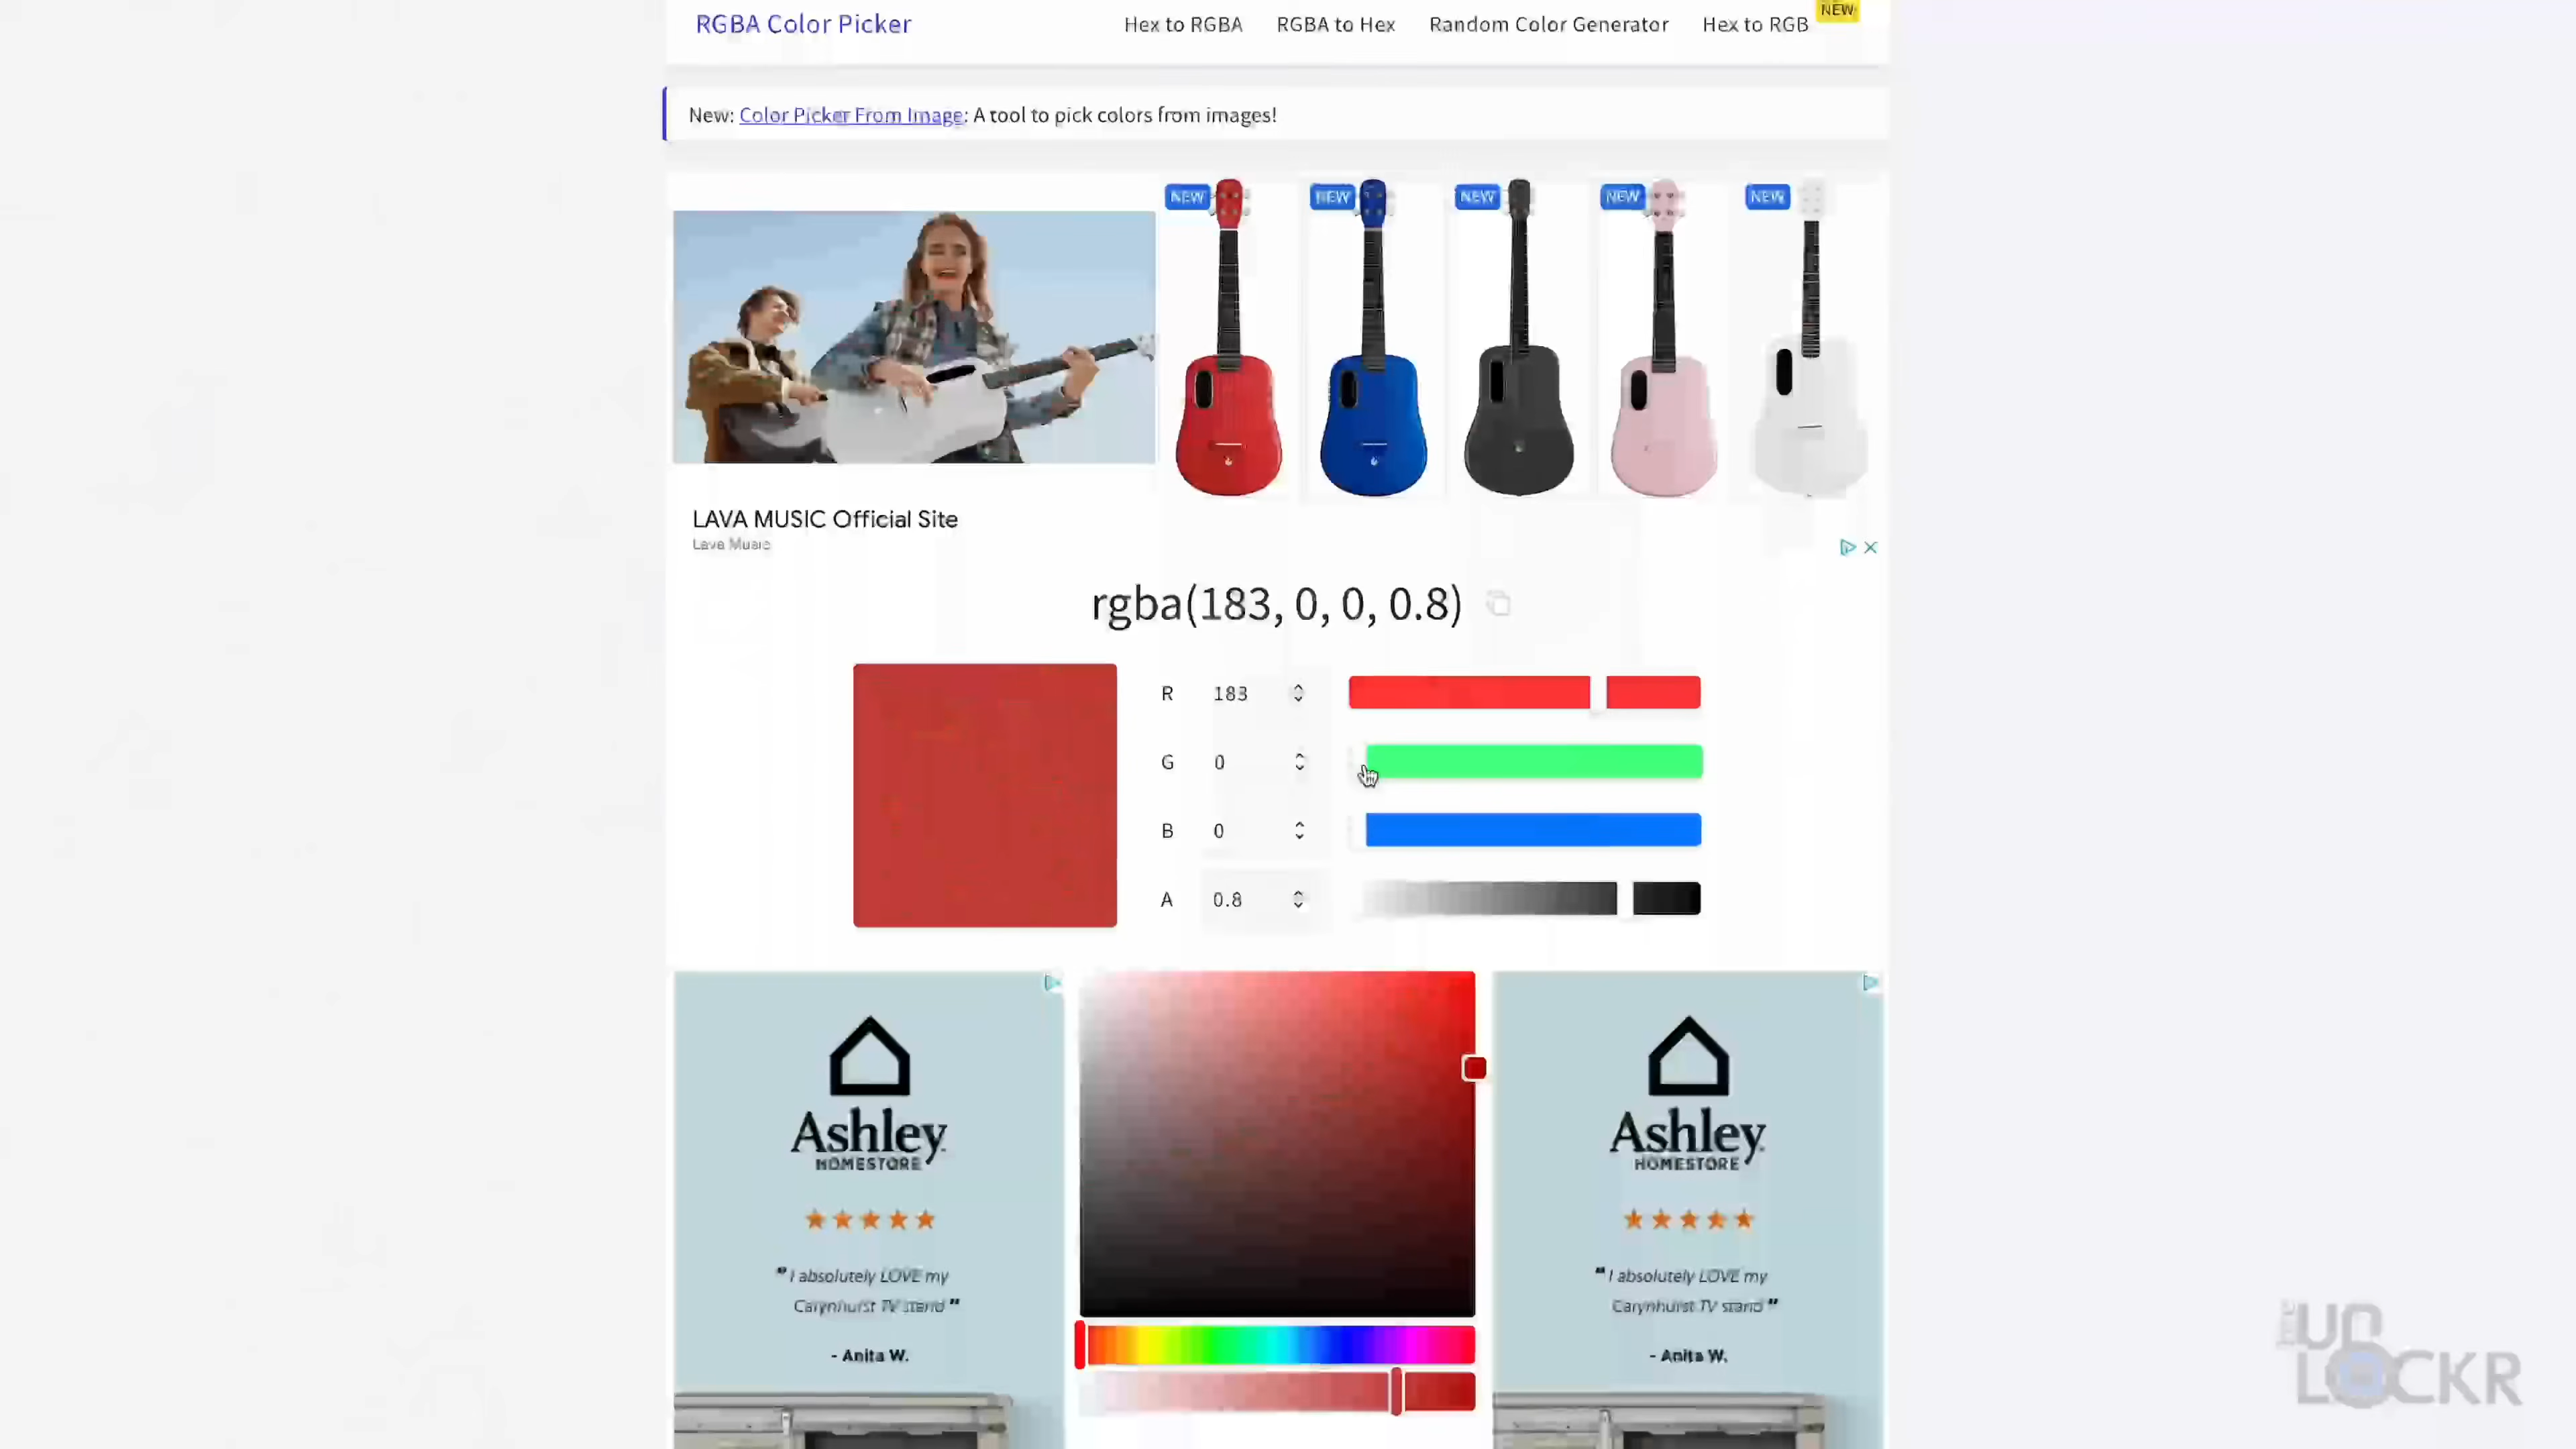 RGBA Color Picker
Hex to RGBA
RGBA to Hex
Random Color Generator
Hex to RGB
NEW
New: Color Picker From Image: A tool to pick colors from images!
NEW
NEW
NEW
NEW
NEW
LAVA MUSIC Official Site
Lava Music
rgba(183, 0, 0, 0.8)
R 183
G 0
B 0
A 0.8
Ashley
HOMESTORE
"I absolutely LOVE my
Carynhurst TV stand"
- Anita W.
Ashley
HOMESTORE
"I absolutely LOVE my
Carynhurst TV stand"
- Anita W.
THE
UN
LOCKR